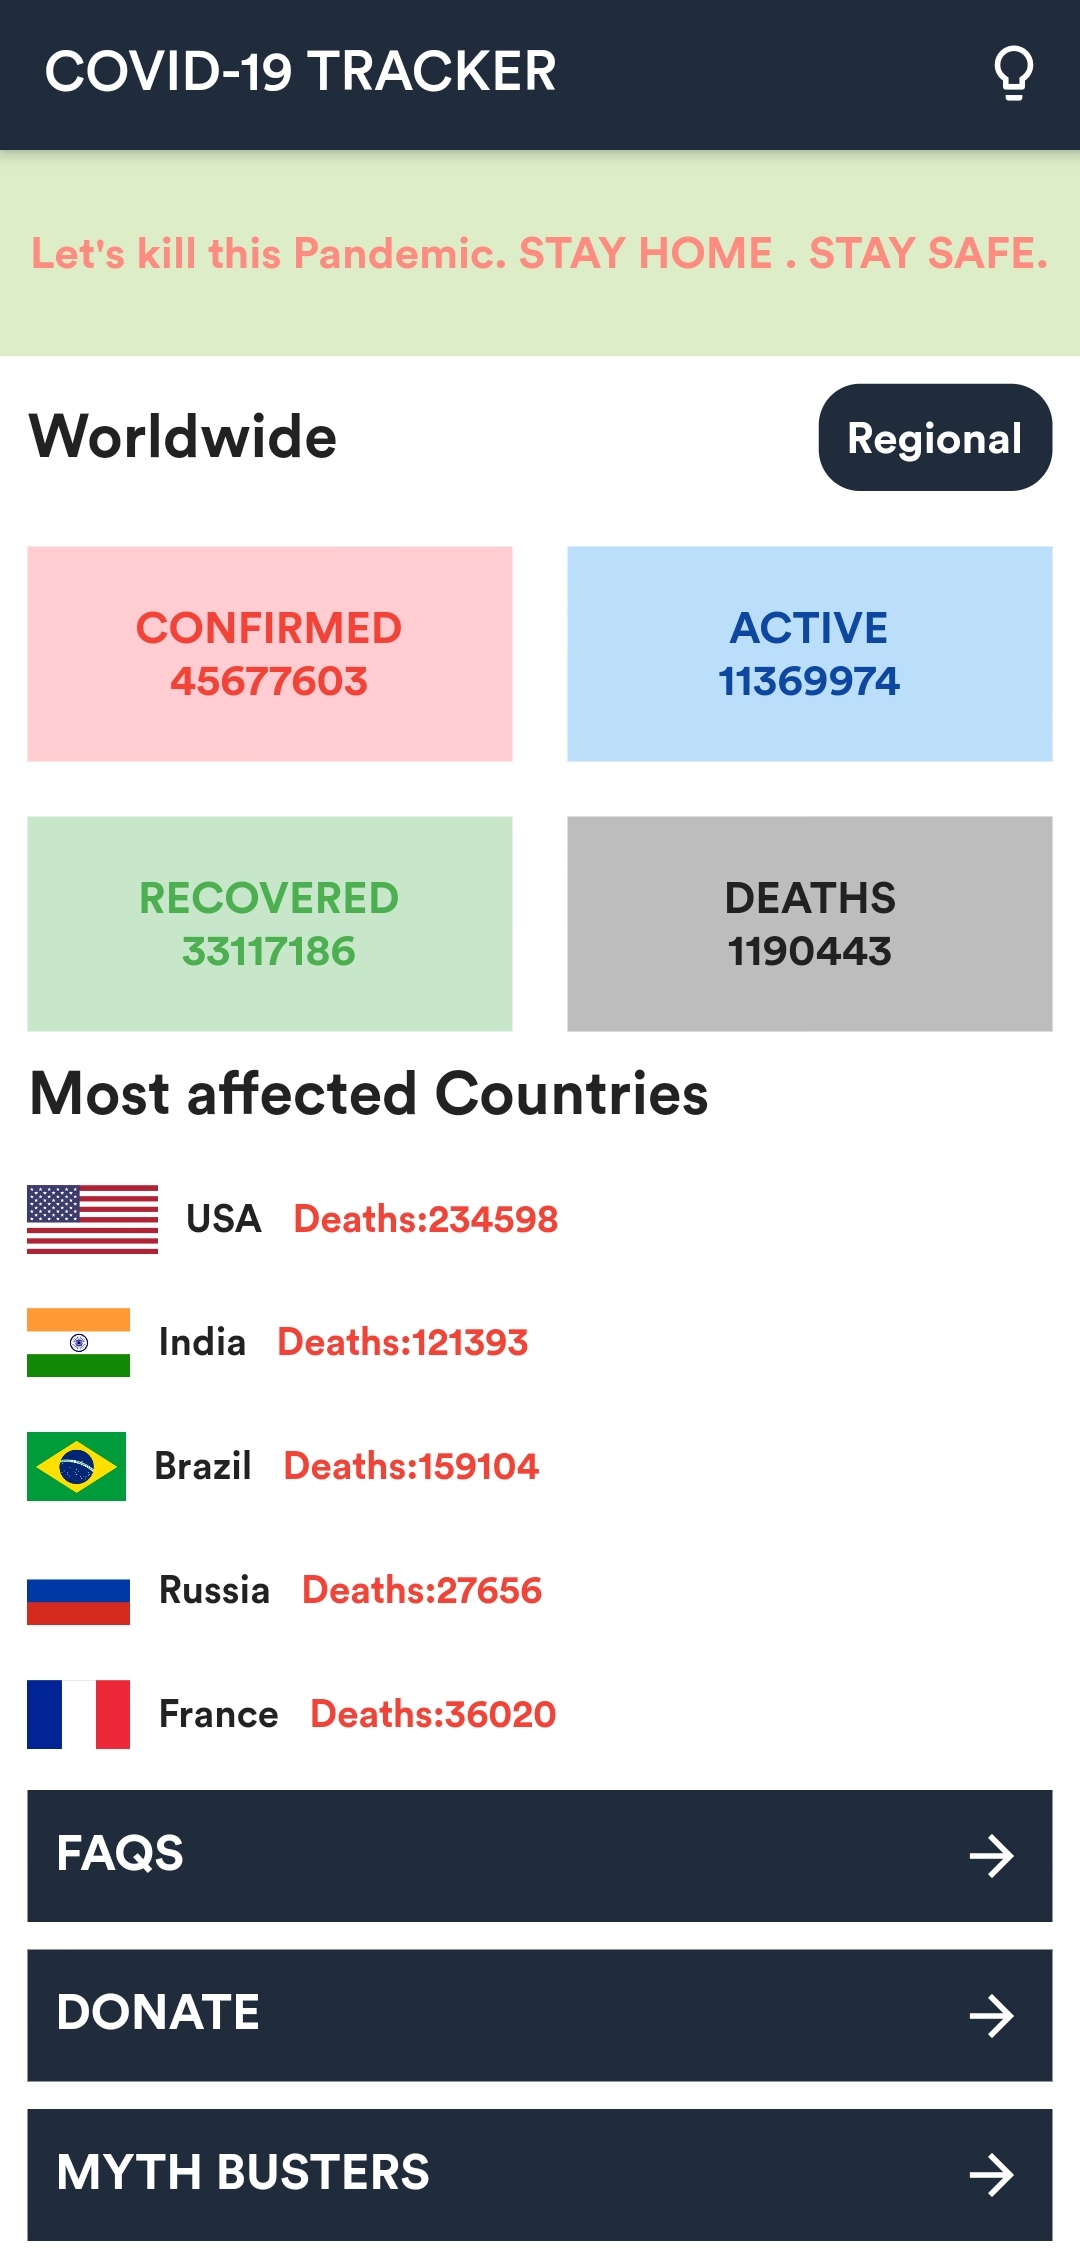 COVID-19 TRACKER
Let's kill this Pandemic. STAY HOME . STAY SAFE.
Worldwide
Regional
CONFIRMED
45677603
ACTIVE
11369974
RECOVERED
33117186
DEATHS
1190443
Most affected Countries
USA Deaths:234598
India Deaths:121393
Brazil Deaths:159104
Russia Deaths:27656
France Deaths:36020
FAQS
DONATE
MYTH BUSTERS